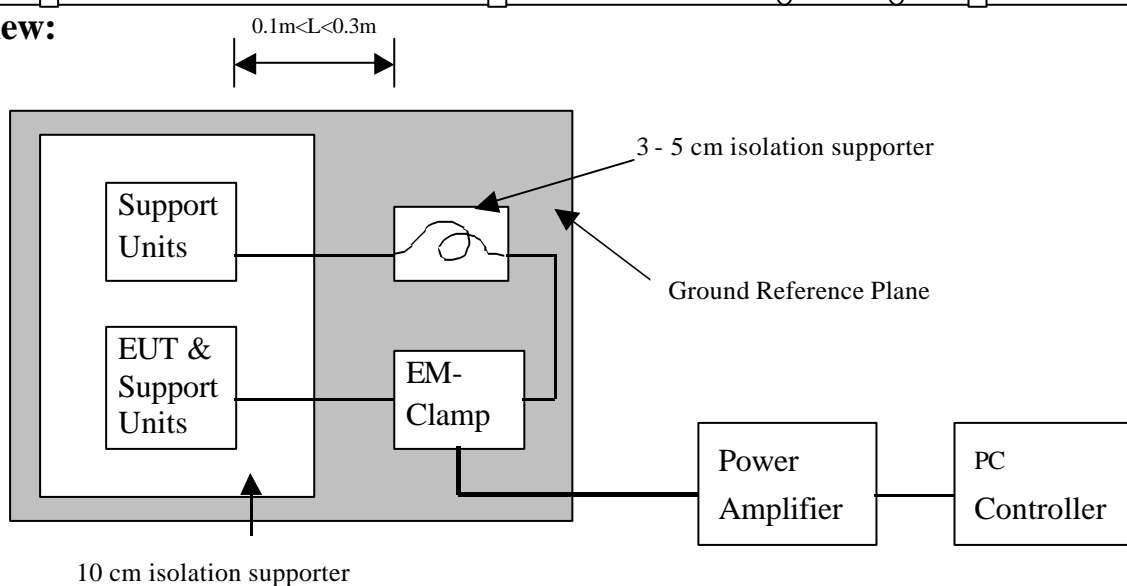 ew:
0.1m<L<0.3m
3 - 5 cm isolation supporter
Support
Units
Ground Reference Plane
EUT &
Support
Units
EM-
Clamp
Power
Amplifier
PC
Controller
10 cm isolation supporter